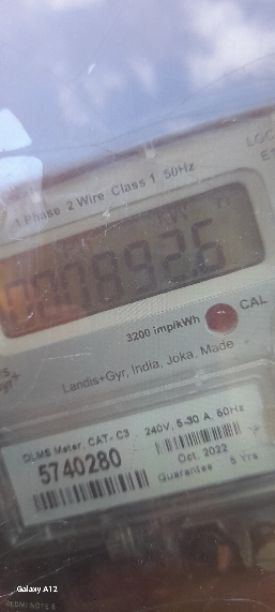 1 Phase 2 Wire Class 1 50Hz
kW
3200 imp/kWh
CAL
Landis+Gyr, India, Joka, Made
DLMS Meter, CAT- C3
240V, 5-30 A, 50Hz
5740280
Oct. 2022
Guarantee 5 Yrs
Galaxy A12